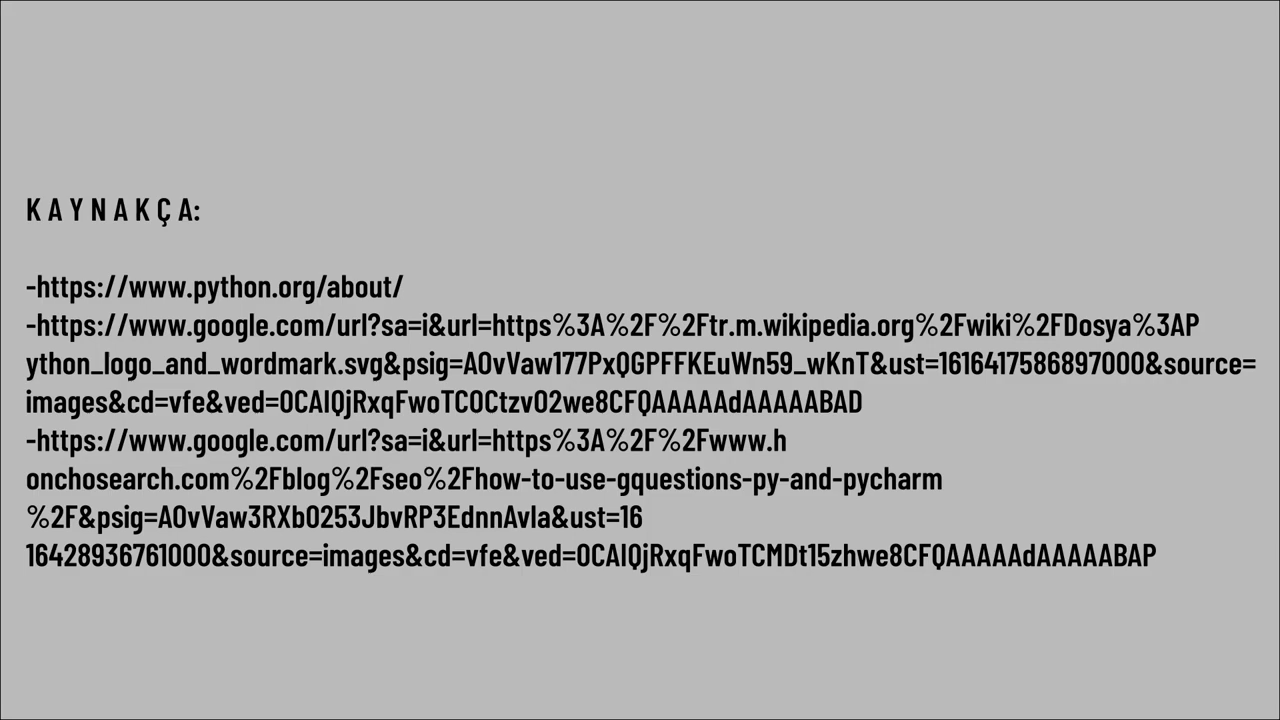 K A Y N A K Ç A:
-https://www.python.org/about/
-https://www.google.com/url?sa=i&url=https%3A%2F%2Ftr.m.wikipedia.org%2Fwiki%2FDosya%3AP
ython_logo_and_wordmark.svg&psig=AOvVaw177PxQGPFFKEuWn59_wKnT&ust=1616417586897000&source=
images&cd=vfe&ved=0CAIQjRxqFwoTCOCtzvO2we8CFQAAAAAdAAAAABAD
-https://www.google.com/url?sa=i&url=https%3A%2F%2Fwww.h
onchosearch.com%2Fblog%2Fseo%2Fhow-to-use-gquestions-py-and-pycharm
%2F&psig=AOvVaw3RXbO253JbvRP3EdnnAvla&ust=16
16428936761000&source=images&cd=vfe&ved=0CAIQjRxqFwoTCMDt15zhwe8CFQAAAAAdAAAAABAP